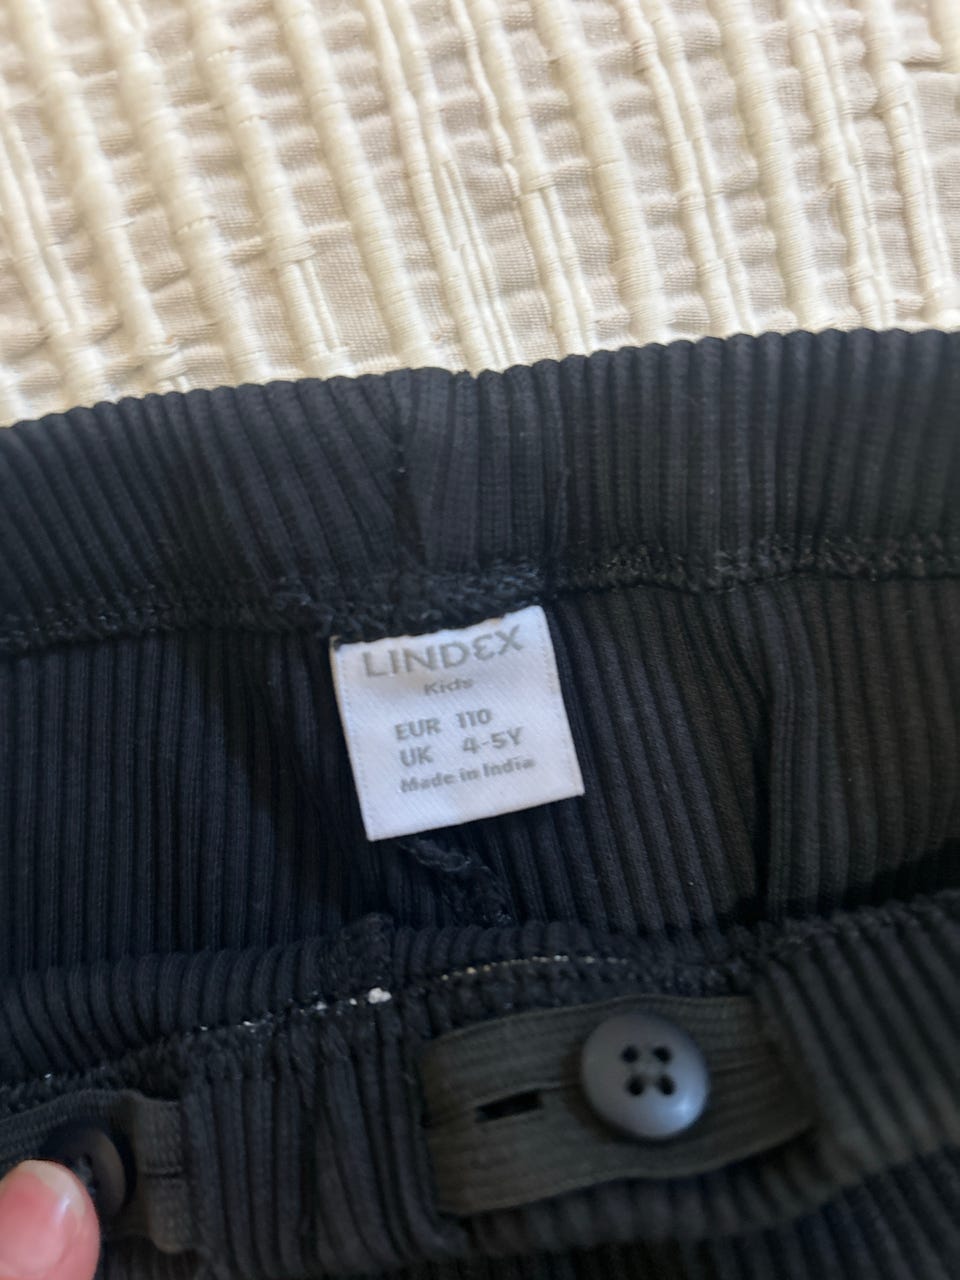 LINDEX
Kids
EUR 110
UK 4-5Y
Made in India